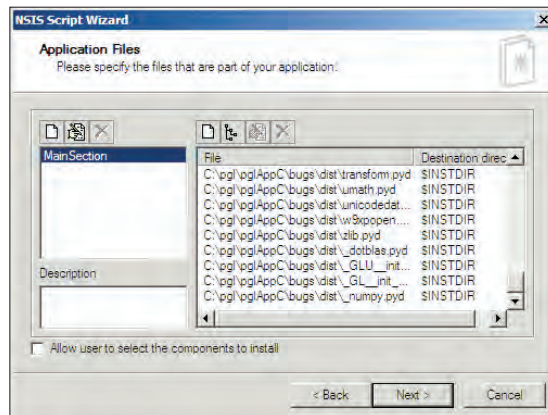 NSIS Script Wizard
Application Files
Please specify the files that are part of your application:
MainSection
File Destination direc
C:\pgl\pglAppC\bugs\dist\transform.pyd $INSTDIR
C:\pgl\pglAppC\bugs\dist\umath.pyd $INSTDIR
C:\pgl\pglAppC\bugs\dist\unicodedat... $INSTDIR
C:\pgl\pglAppC\bugs\dist\w9xpopen.... $INSTDIR
C:\pgl\pglAppC\bugs\dist\zlib.pyd $INSTDIR
C:\pgl\pglAppC\bugs\dist\_dotblas.pyd $INSTDIR
C:\pgl\pglAppC\bugs\dist\_GLU__init... $INSTDIR
C:\pgl\pglAppC\bugs\dist\_GL__init_... $INSTDIR
C:\pgl\pglAppC\bugs\dist\_numpy.pyd $INSTDIR
Description
Allow user to select the components to install
< Back Next > Cancel